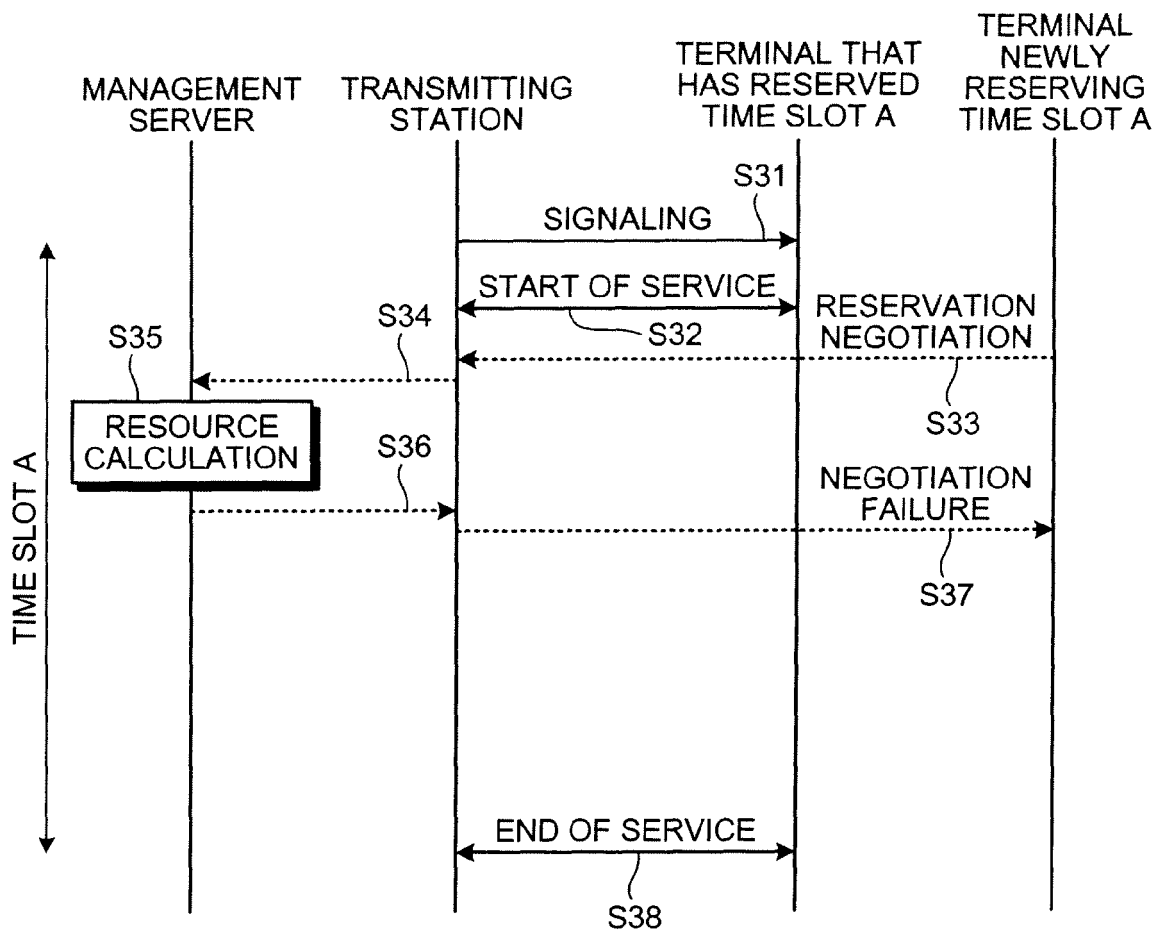 MANAGEMENT
SERVER
TRANSMITTING
STATION
TERMINAL THAT
HAS RESERVED
TIME SLOT A
TERMINAL
NEWLY
RESERVING
TIME SLOT A
S31
SIGNALING
START OF SERVICE
S32
RESERVATION
NEGOTIATION
S33
S34
S35
RESOURCE
CALCULATION
S36
NEGOTIATION
FAILURE
S37
TIME SLOT A
END OF SERVICE
S38